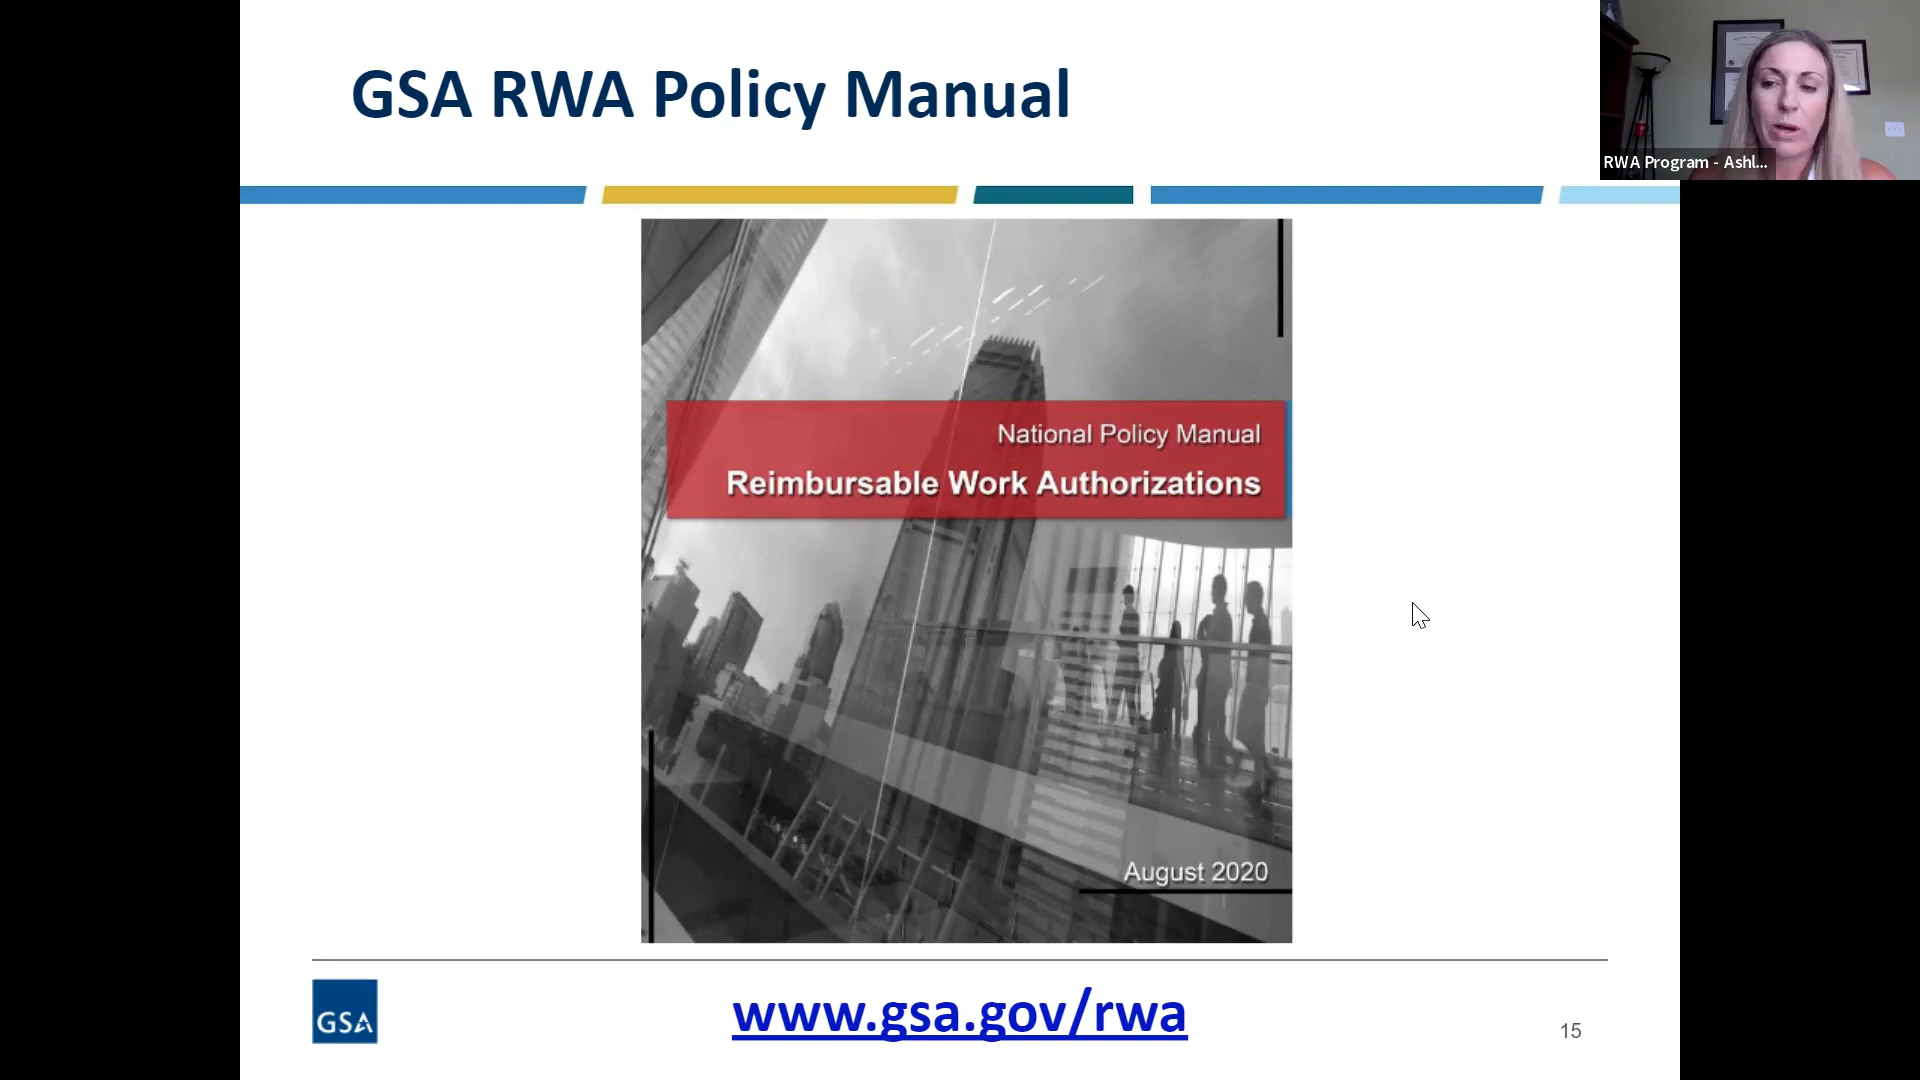 GSA RWA Policy Manual
RWA Program - Ashl...
National Policy Manual
Reimbursable Work Authorizations
August 2020
GSA
www.gsa.gov/rwa
15